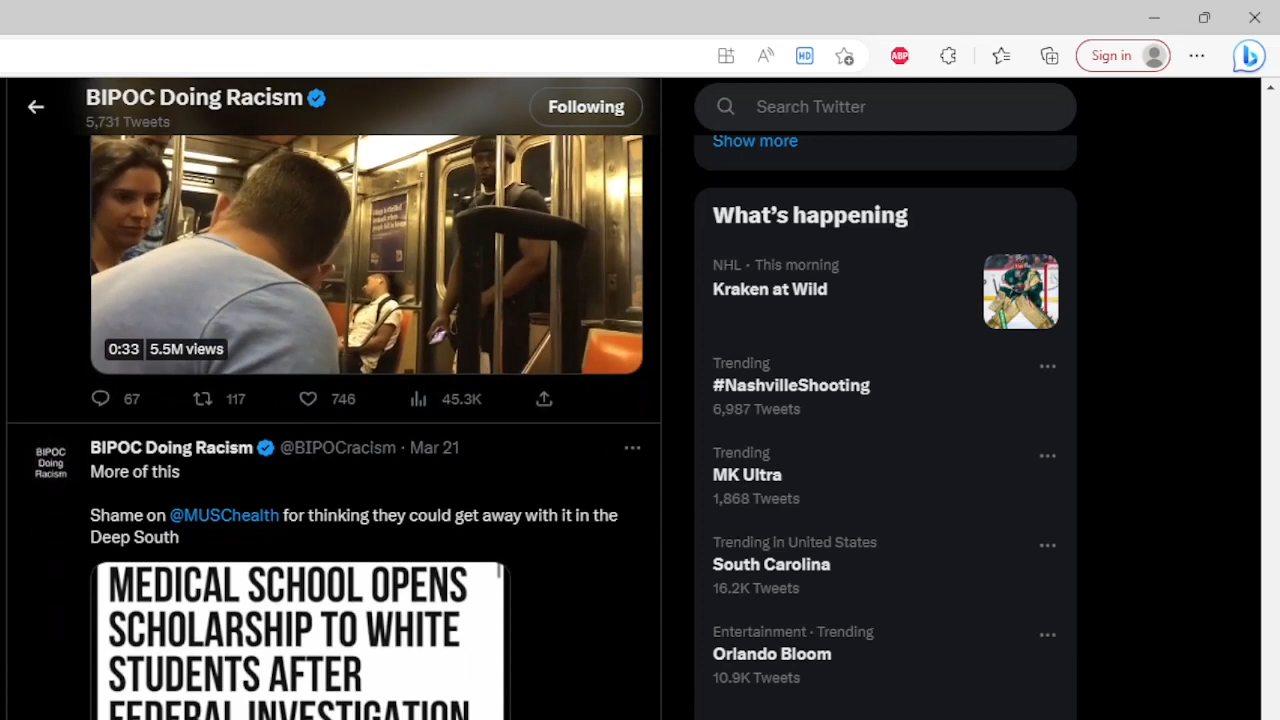 Sign in
BIPOC Doing Racism
5,731 Tweets
Following
0:33 5.5M views
67 117 746 45.3K
BIPOC Doing Racism
BIPOC Doing Racism @BIPOCracism · Mar 21
More of this
Shame on @MUSChealth for thinking they could get away with it in the
Deep South
MEDICAL SCHOOL OPENS
SCHOLARSHIP TO WHITE
STUDENTS AFTER
FEDERAL INVESTIGATION
Search Twitter
Show more
What's happening
NHL · This morning
Kraken at Wild
Trending
#NashvilleShooting
6,987 Tweets
Trending
MK Ultra
1,868 Tweets
Trending in United States
South Carolina
16.2K Tweets
Entertainment · Trending
Orlando Bloom
10.9K Tweets
HD
ABP